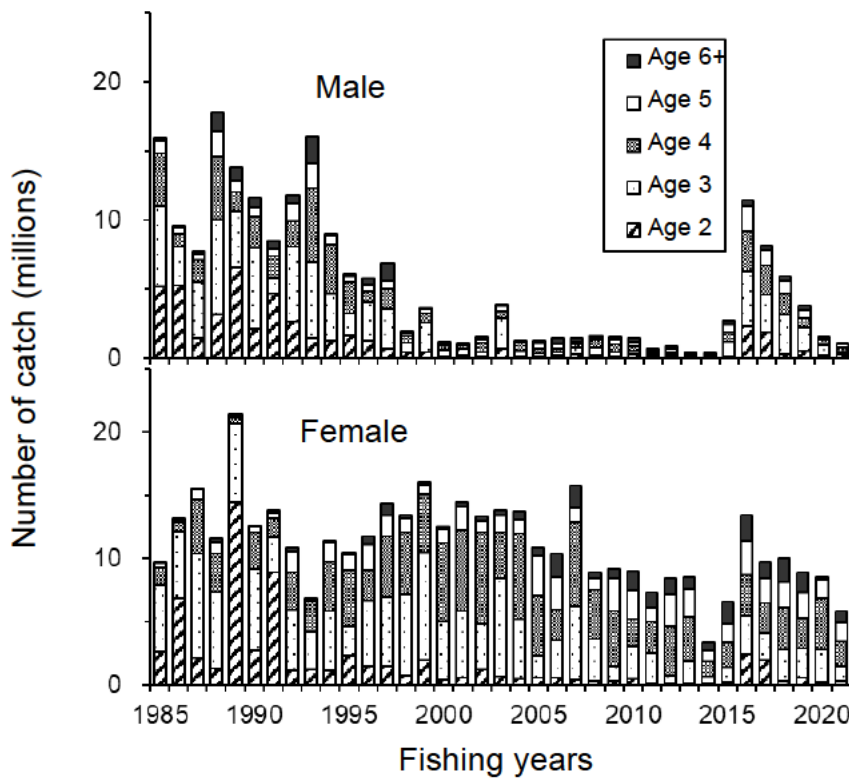 20
10
0
Male
Age 6+
Age 5
Age 4
Age 3
Age 2
Number of catch (millions)
20
10
0
Female
1985 1990 1995 2000 2005 2010 2015 2020
Fishing years